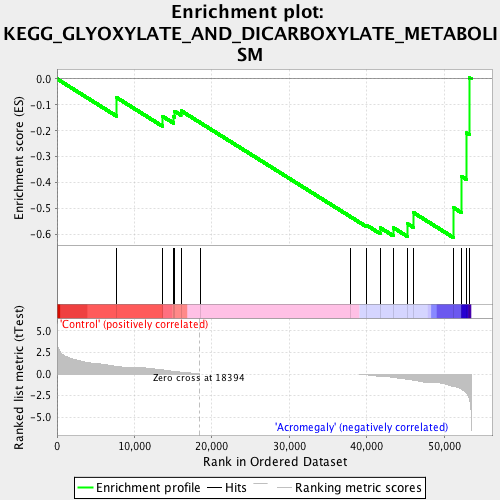 Enrichment plot:
KEGG_GLYOXYLATE_AND_DICARBOXYLATE_METABOLI
SM
Enrichment score (ES)
0.0
-0.1
-0.2
-0.3
-0.4
-0.5
-0.6
'Control' (positively correlated)
Ranked list metric (tTest)
5.0
2.5
0.0
-2.5
-5.0
Zero cross at 18394
'Acromegaly' (negatively correlated)
0
10,000
20,000
30,000
40,000
50,000
Rank in Ordered Dataset
Enrichment profile
Hits
Ranking metric scores